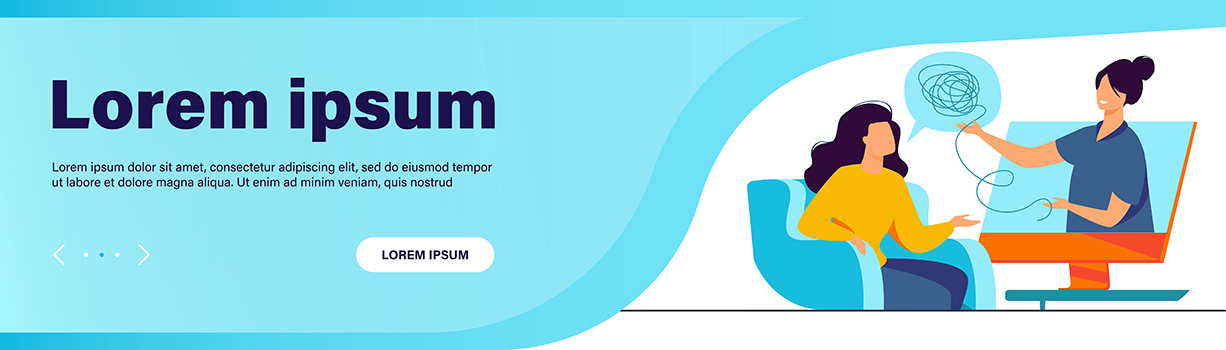 Lorem ipsum
Lorem ipsum dolor sit amet, consectetur adipiscing elit, sed do eiusmod tempor
ut labore et dolore magna aliqua. Ut enim ad minim veniam, quis nostrud
LOREM IPSUM